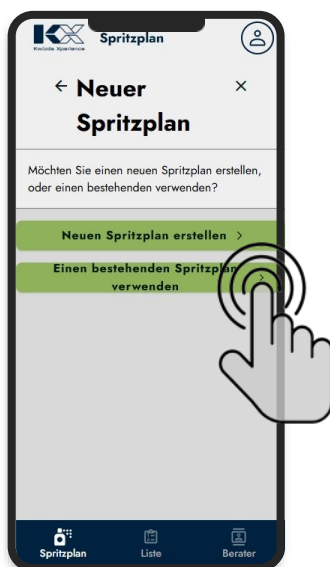 KX
Kwizda Xperience
Spritzplan
← Neuer
Spritzplan
×
Möchten Sie einen neuen Spritzplan erstellen,
oder einen bestehenden verwenden?
Neuen Spritzplan erstellen >
Einen bestehenden Spritzplan >
verwenden
Spritzplan Liste Berater